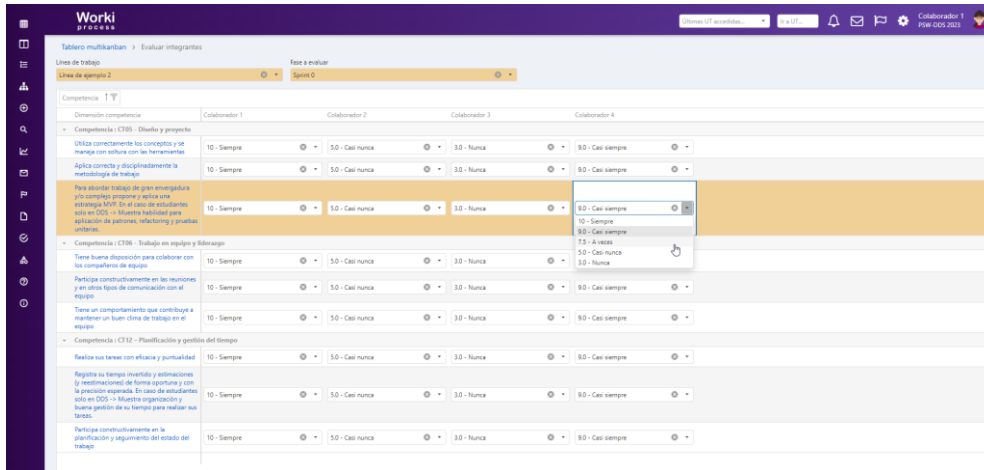 Worki
process
Últimas UT accedidas...
Ir a UT...
Colaborador 1
PSW-DDS 2023
Tablero multikanban > Evaluar integrantes
Línea de trabajo
Fase a evaluar
Línea de ejemplo 2
Sprint 0
Competencia
Dimensión competencia Colaborador 1 Colaborador 2 Colaborador 3 Colaborador 4
Competencia : CT05 - Diseño y proyecto
Utiliza correctamente los conceptos y se
maneja con soltura con las herramientas
10 - Siempre 5.0 - Casi nunca 3.0 - Nunca 9.0 - Casi siempre
Aplica correcta y disciplinadamente la
metodología de trabajo
10 - Siempre 5.0 - Casi nunca 3.0 - Nunca 9.0 - Casi siempre
Para abordar trabajo de gran envergadura
y/o complejo propone y aplica una
estrategia MVP. En el caso de estudiantes
solo en DDS -> Muestra habilidad para
aplicación de patrones, refactoring y pruebas
unitarias.
10 - Siempre 5.0 - Casi nunca 3.0 - Nunca 9.0 - Casi siempre
10 - Siempre
9.0 - Casi siempre
7.5 - A veces
5.0 - Casi nunca
3.0 - Nunca
Competencia : CT06 - Trabajo en equipo y liderazgo
Tiene buena disposición para colaborar con
los compañeros de equipo
10 - Siempre 5.0 - Casi nunca 3.0 - Nunca
Participa constructivamente en las reuniones
y en otros tipos de comunicación con el
equipo
10 - Siempre 5.0 - Casi nunca 3.0 - Nunca 9.0 - Casi siempre
Tiene un comportamiento que contribuye a
mantener un buen clima de trabajo en el
equipo
10 - Siempre 5.0 - Casi nunca 3.0 - Nunca 9.0 - Casi siempre
Competencia : CT12 - Planificación y gestión del tiempo
Realiza sus tareas con eficacia y puntualidad
10 - Siempre 5.0 - Casi nunca 3.0 - Nunca 9.0 - Casi siempre
Registra su tiempo invertido y estimaciones
(y reestimaciones) de forma oportuna y con
la precisión esperada. En caso de estudiantes
solo en DDS -> Muestra organización y
buena gestión de su tiempo para realizar sus
tareas.
10 - Siempre 5.0 - Casi nunca 3.0 - Nunca 9.0 - Casi siempre
Participa constructivamente en la
planificación y seguimiento del estado del
trabajo
10 - Siempre 5.0 - Casi nunca 3.0 - Nunca 9.0 - Casi siempre